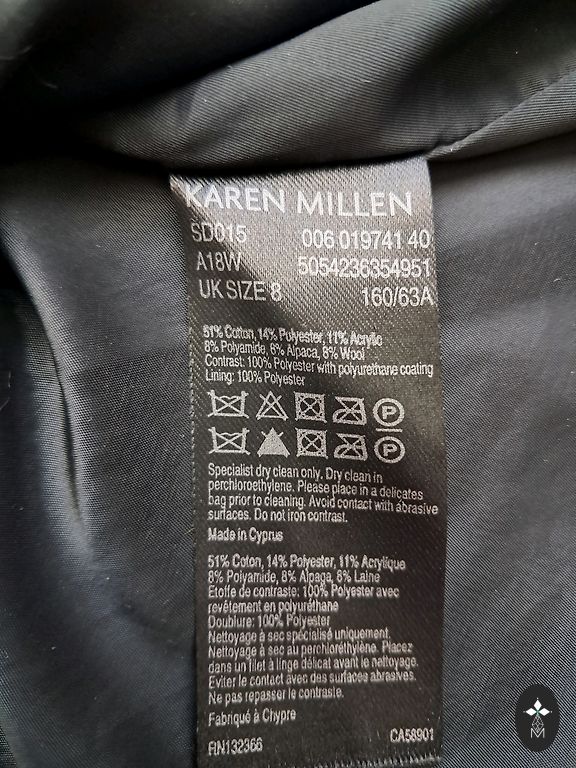 KAREN MILLEN
SD015 006 019741 40
A18W 5054236354951
UK SIZE 8 160/63A
51% Cotton, 14% Polyester, 11% Acrylic
8% Polyamide, 8% Alpaca, 8% Wool
Contrast: 100% Polyester with polyurethane coating
Lining: 100% Polyester
P
P
Specialist dry clean only. Dry clean in
perchloroethylene. Please place in a delicates
bag prior to cleaning. Avoid contact with abrasive
surfaces. Do not iron contrast.
Made in Cyprus
51% Coton, 14% Polyester, 11% Acrylique
8% Polyamide, 8% Alpaga, 8% Laine
Etoffe de contraste: 100% Polyester avec
revêtement en polyuréthane
Doublure: 100% Polyester
Nettoyage à sec spécialisé uniquement.
Nettoyage à sec au perchloréthylène. Placez
dans un filet à linge délicat avant le nettoyage.
Eviter le contact avec des surfaces abrasives.
Ne pas repasser le contraste.
Fabriqué à Chypre
RN132366 CA58901
M